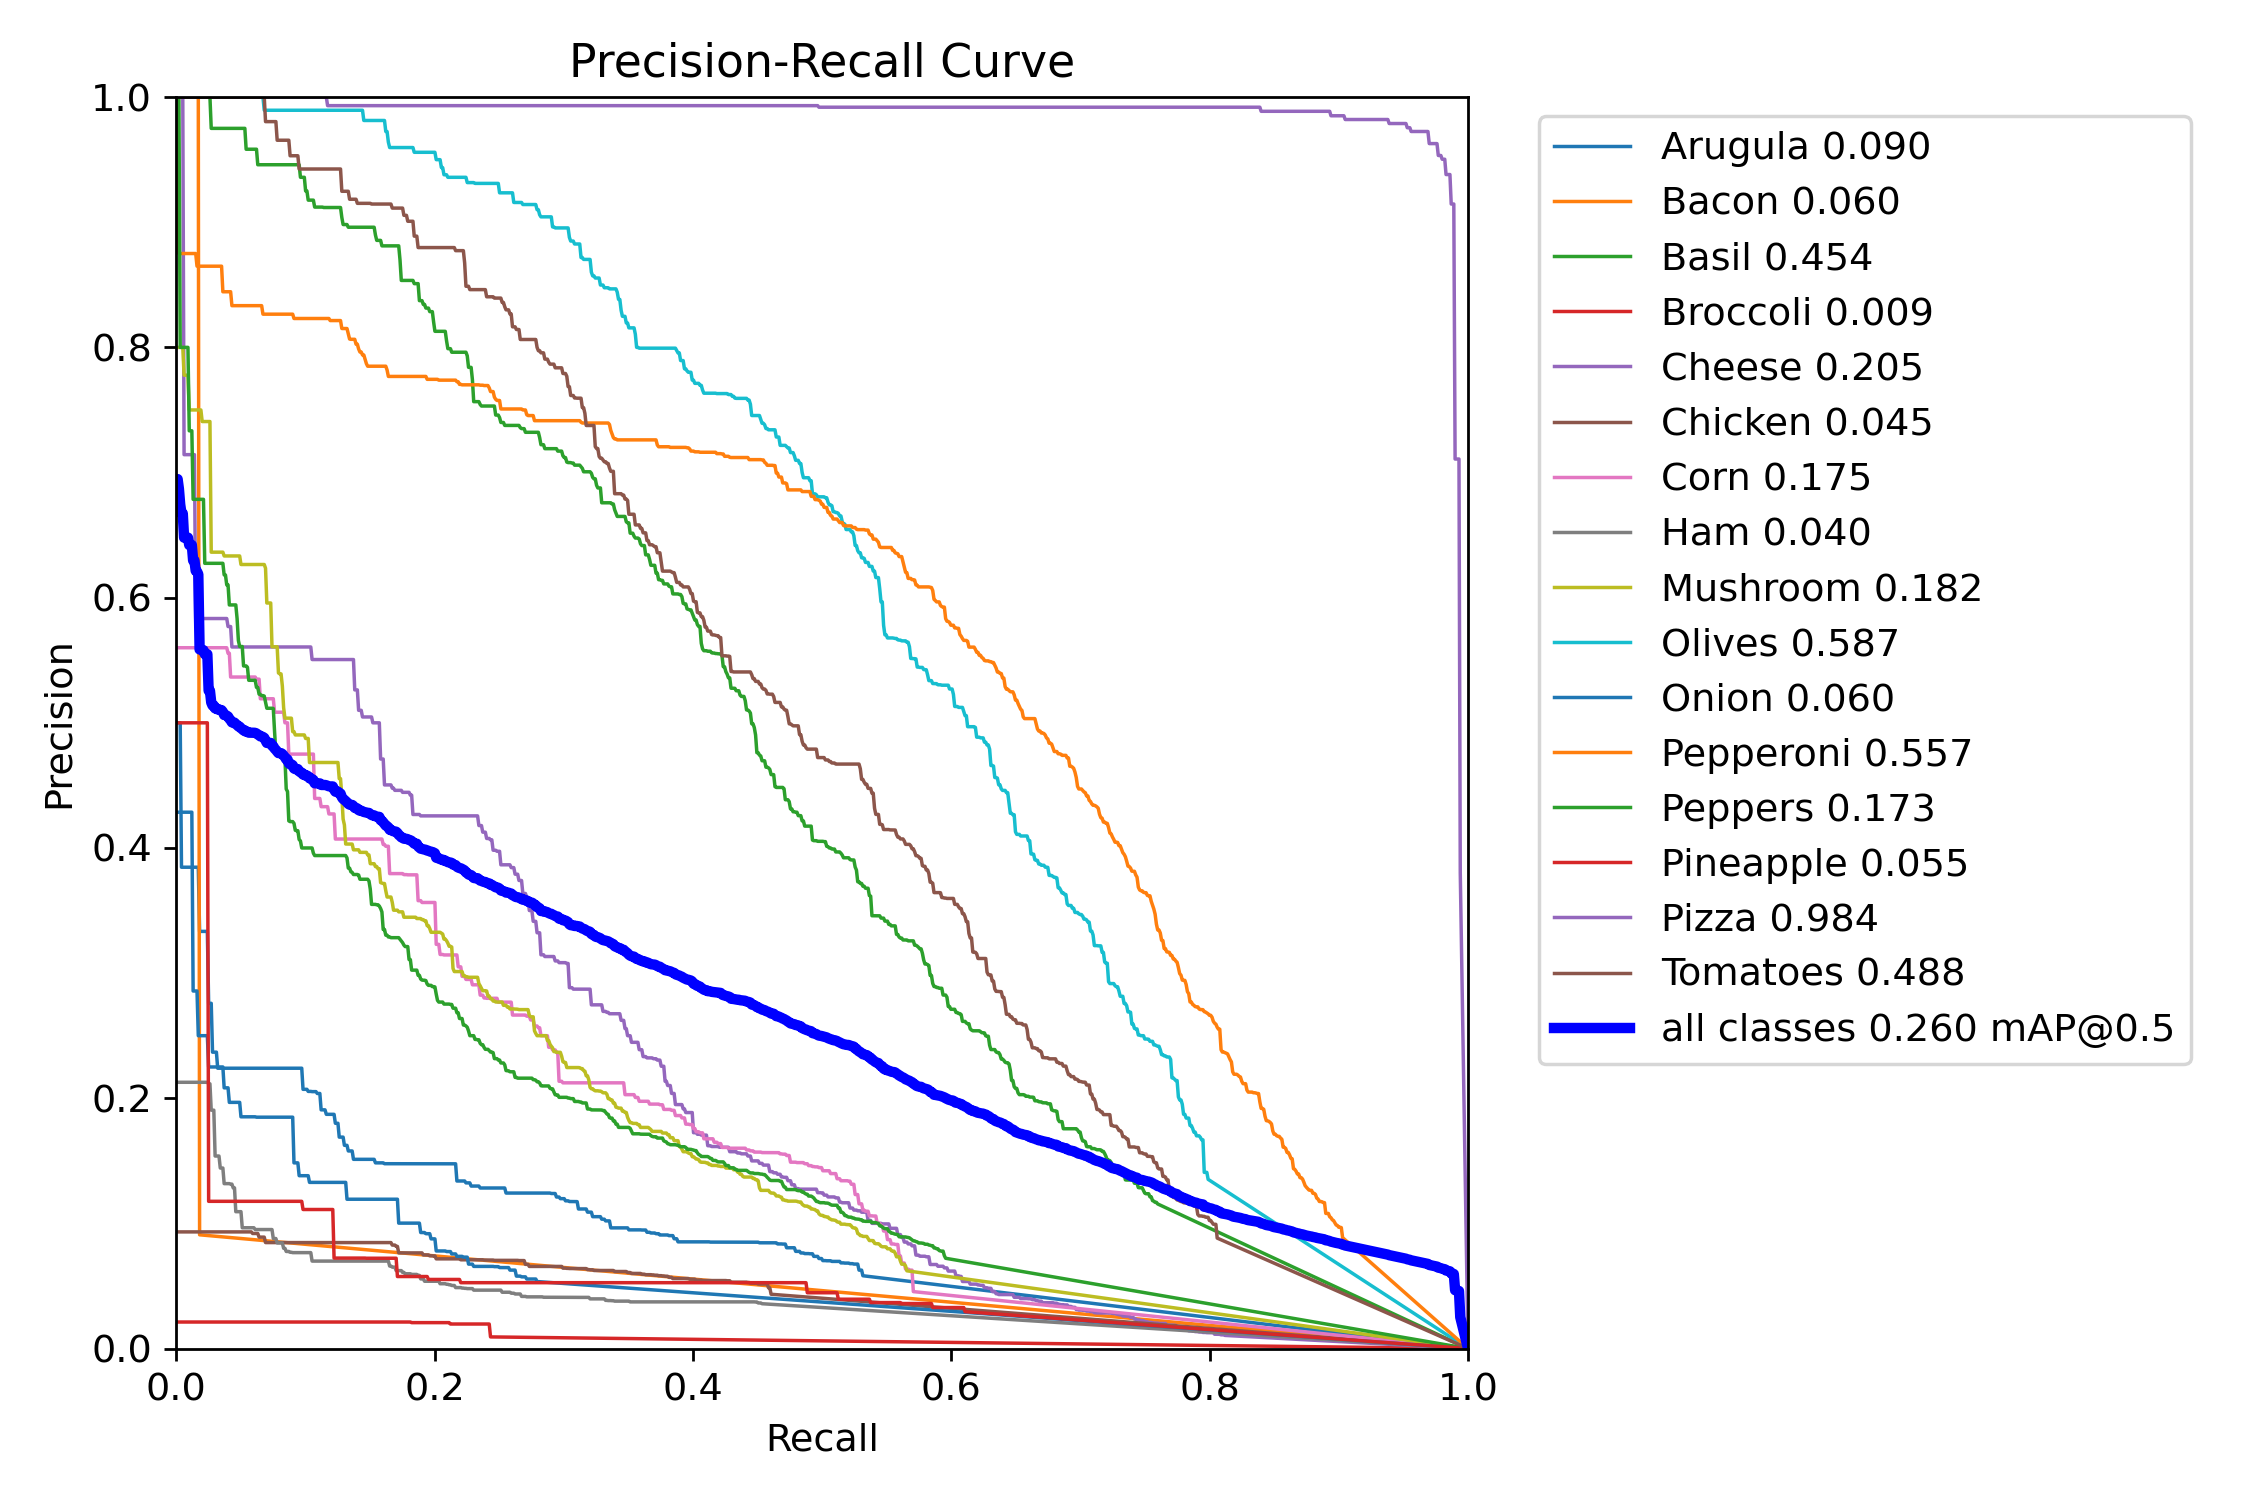 Precision-Recall Curve
1.0
0.8
0.6
0.4
0.2
0.0
Precision
0.0 0.2 0.4 0.6 0.8 1.0
Recall
Arugula 0.090
Bacon 0.060
Basil 0.454
Broccoli 0.009
Cheese 0.205
Chicken 0.045
Corn 0.175
Ham 0.040
Mushroom 0.182
Olives 0.587
Onion 0.060
Pepperoni 0.557
Peppers 0.173
Pineapple 0.055
Pizza 0.984
Tomatoes 0.488
all classes 0.260 mAP@0.5